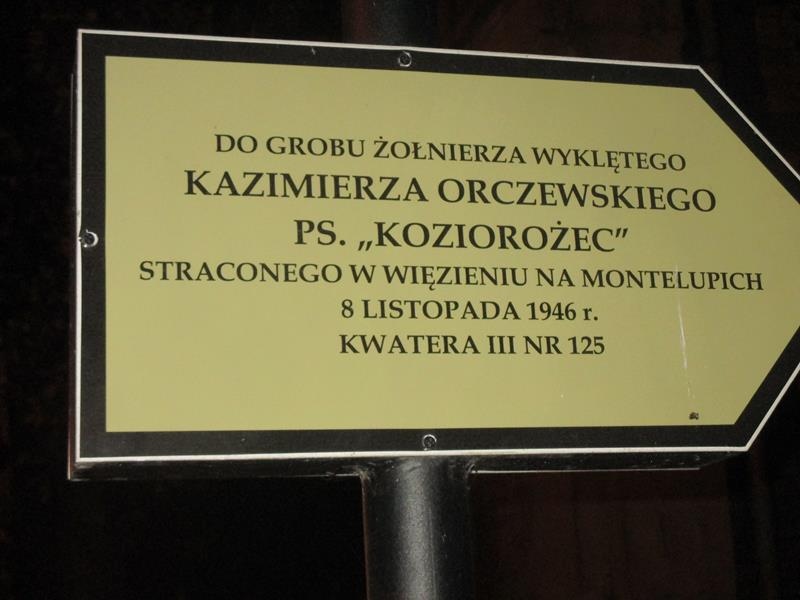 DO GROBU ŻOŁNIERZA WYKLĘTEGO
KAZIMIERZA ORCZEWSKIEGO
PS. „KOZIOROŻEC”
STRACONEGO W WIĘZIENIU NA MONTELUPICH
8 LISTOPADA 1946 r.
KWATERA III NR 125